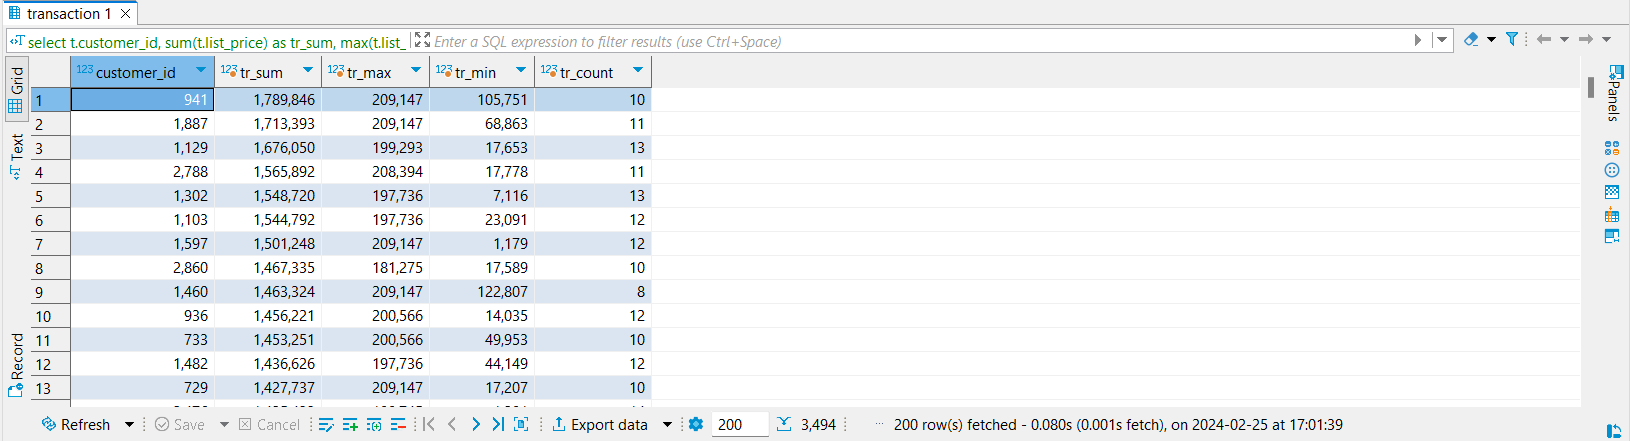 transaction 1
select t.customer_id, sum(t.list_price) as tr_sum, max(t.list_ Enter a SQL expression to filter results (use Ctrl+Space)
Grid
Text
Record
123 customer_id 123 tr_sum 123 tr_max 123 tr_min 123 tr_count
1 941 1,789,846 209,147 105,751 10
2 1,887 1,713,393 209,147 68,863 11
3 1,129 1,676,050 199,293 17,653 13
4 2,788 1,565,892 208,394 17,778 11
5 1,302 1,548,720 197,736 7,116 13
6 1,103 1,544,792 197,736 23,091 12
7 1,597 1,501,248 209,147 1,179 12
8 2,860 1,467,335 181,275 17,589 10
9 1,460 1,463,324 209,147 122,807 8
10 936 1,456,221 200,566 14,035 12
11 733 1,453,251 200,566 49,953 10
12 1,482 1,436,626 197,736 44,149 12
13 729 1,427,737 209,147 17,207 10
Panels
Refresh Save Cancel Export data 200 3,494 ··· 200 row(s) fetched - 0.080s (0.001s fetch), on 2024-02-25 at 17:01:39